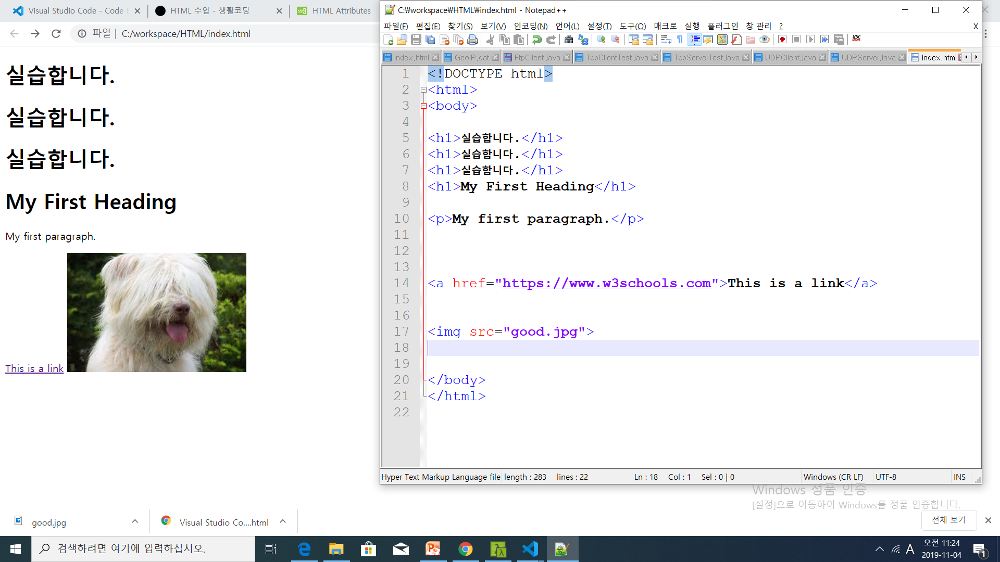 Visual Studio Code - Code
HTML 수업 - 생활코딩
w3
HTML Attributes
파일 | C:/workspace/HTML/index.html
실습합니다.
실습합니다.
실습합니다.
My First Heading
My first paragraph.
This is a link
C:₩workspace₩HTML₩index.html - Notepad++
파일(F) 편집(E) 찾기(S) 보기(V) 인코딩(N) 언어(L) 설정(T) 도구(O) 매크로 실행 플러그인 창 관리 ?
X
ABC
index.html GeoIP.dat FtpClient.java TcpClientTest.java TcpServerTest.java UDPClient.java UDPServer.java index.html
1 <!DOCTYPE html>
2 <html>
3 <body>
4
5 <h1>실습합니다.</h1>
6 <h1>실습합니다.</h1>
7 <h1>실습합니다.</h1>
8 <h1>My First Heading</h1>
9
10 <p>My first paragraph.</p>
11
12
13
14 <a href="https://www.w3schools.com">This is a link</a>
15
16
17 <img src="good.jpg">
18
19
20 </body>
21 </html>
22
Hyper Text Markup Language file length : 283 lines : 22 Ln : 18 Col : 1 Sel : 0 | 0 Windows (CR LF) UTF-8 INS
Windows 정품 인증
[설정]으로 이동하여 Windows를 정품 인증합니다.
good.jpg
Visual Studio Co....html
전체 보기
검색하려면 여기에 입력하십시오.
A
오전 11:24
2019-11-04
1